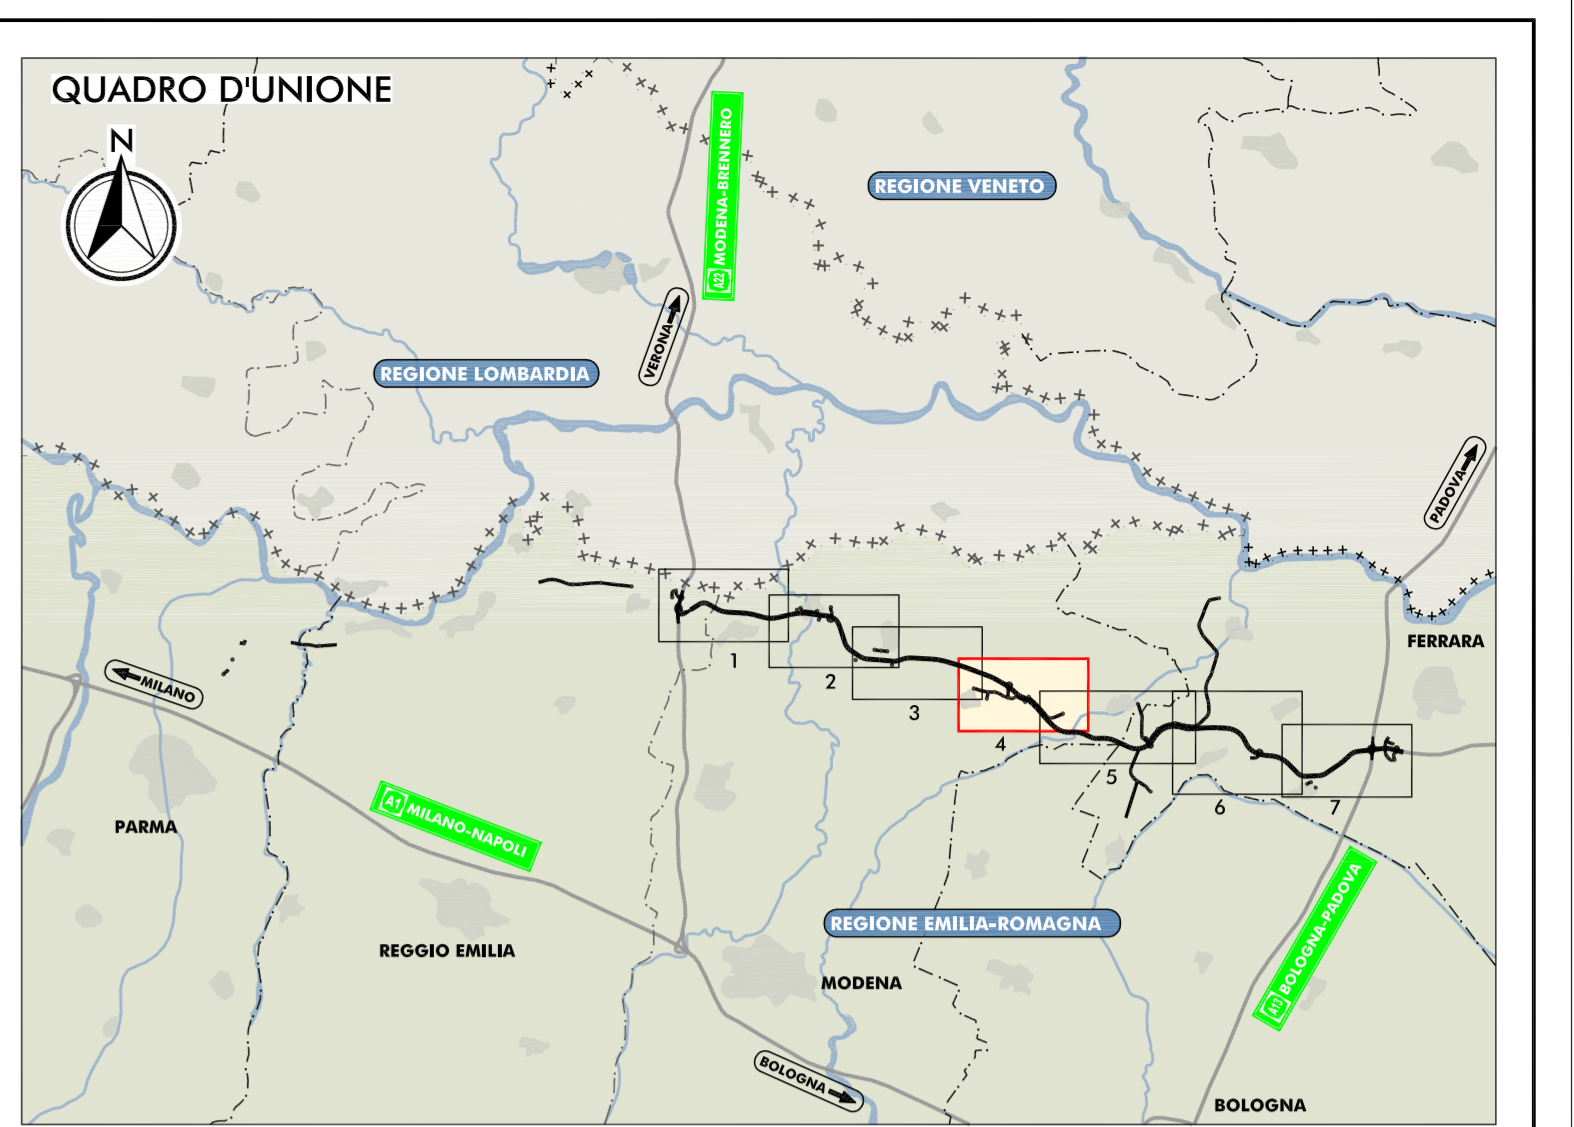 QUADRO D'UNIONE
N
A22 MODENA-BRENNERO
REGIONE VENETO
VERONA
REGIONE LOMBARDIA
PADOVA
FERRARA
MILANO
1
2
3
4
5
6
7
A1 MILANO-NAPOLI
PARMA
REGGIO EMILIA
REGIONE EMILIA-ROMAGNA
MODENA
A13 BOLOGNA-PADOVA
BOLOGNA
BOLOGNA